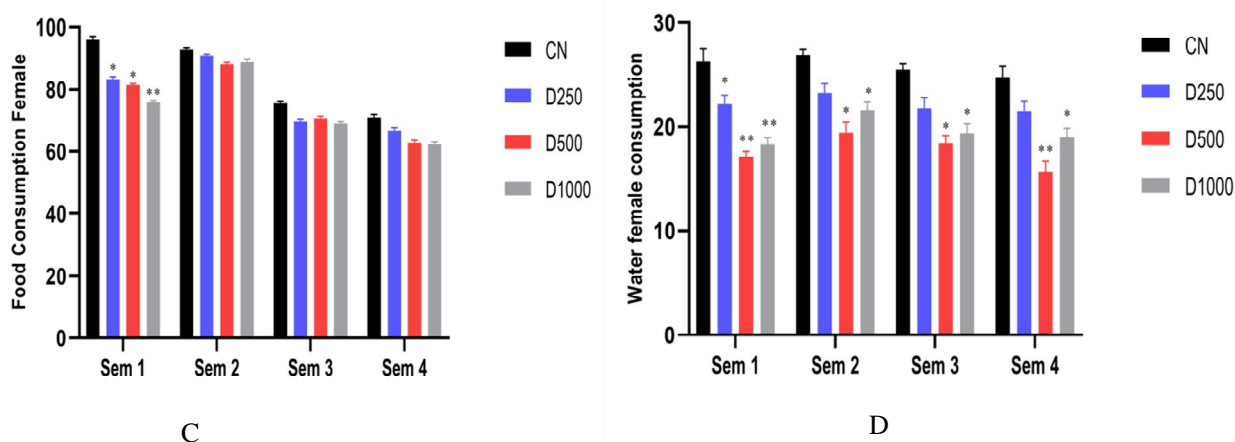 Food Consumption Female
100
80
60
40
20
0
* * **
Sem 1 Sem 2 Sem 3 Sem 4
CN
D250
D500
D1000
C
Water female consumption
30
20
10
0
* ** **
* *
* *
** *
Sem 1 Sem 2 Sem 3 Sem 4
CN
D250
D500
D1000
D